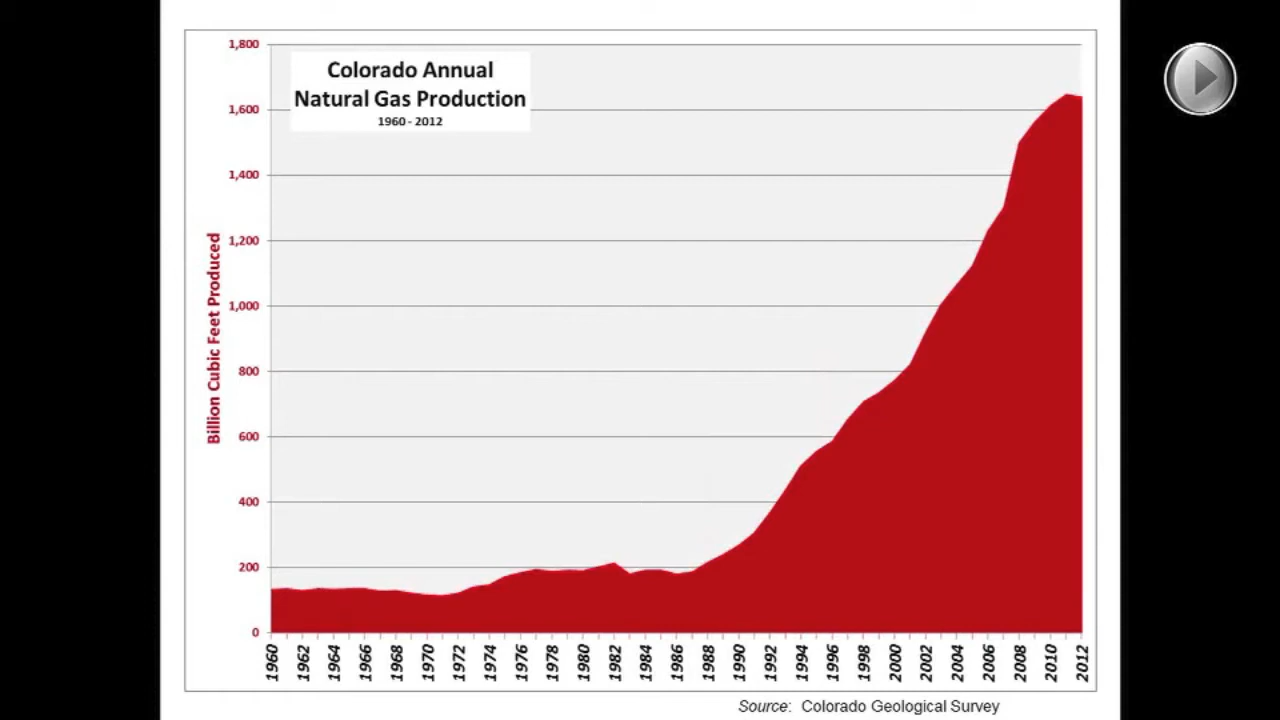 Colorado Annual
Natural Gas Production
1960 - 2012
Billion Cubic Feet Produced
1,800
1,600
1,400
1,200
1,000
800
600
400
200
0
1960 1962 1964 1966 1968 1970 1972 1974 1976 1978 1980 1982 1984 1986 1988 1990 1992 1994 1996 1998 2000 2002 2004 2006 2008 2010 2012
Source: Colorado Geological Survey